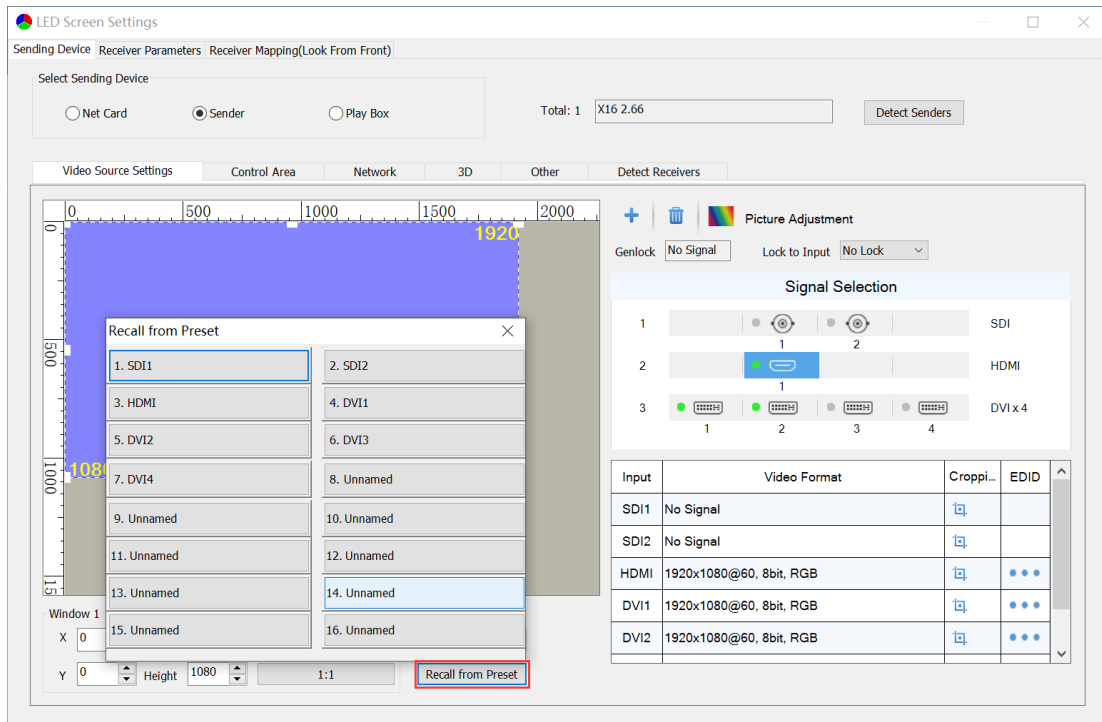 LED Screen Settings
Sending Device Receiver Parameters Receiver Mapping(Look From Front)
Select Sending Device
Net Card Sender Play Box
Total: 1 X16 2.66 Detect Senders
Video Source Settings Control Area Network 3D Other Detect Receivers
0 500 1000 1500 2000
0
500
1000
15
1920
Picture Adjustment
Genlock No Signal Lock to Input No Lock
Signal Selection
1 SDI
1 2
2 HDMI
1
3 DVI x 4
1 2 3 4
Recall from Preset
1. SDI1 2. SDI2
3. HDMI 4. DVI1
5. DVI2 6. DVI3
7. DVI4 8. Unnamed
9. Unnamed 10. Unnamed
11. Unnamed 12. Unnamed
13. Unnamed 14. Unnamed
15. Unnamed 16. Unnamed
Input Video Format Croppi... EDID
SDI1 No Signal
SDI2 No Signal
HDMI 1920x1080@60, 8bit, RGB
DVI1 1920x1080@60, 8bit, RGB
DVI2 1920x1080@60, 8bit, RGB
Window 1
X 0
Y 0 Height 1080 1:1 Recall from Preset